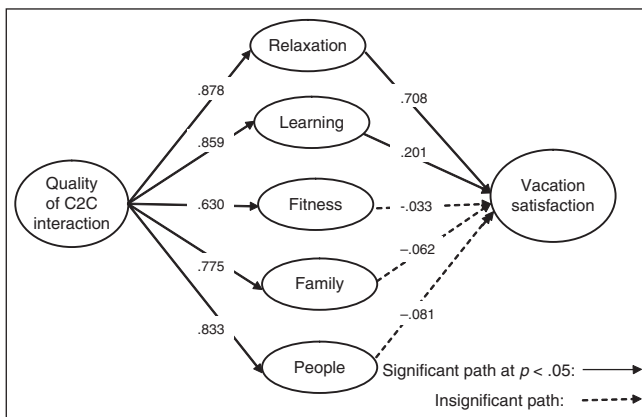 Relaxation
.878
.708
Learning
.859
.201
Quality
of C2C
interaction
Vacation
satisfaction
.630
Fitness
-.033
.775
Family
–.062
.833
–.081
People
Significant path at p < .05:
Insignificant path: